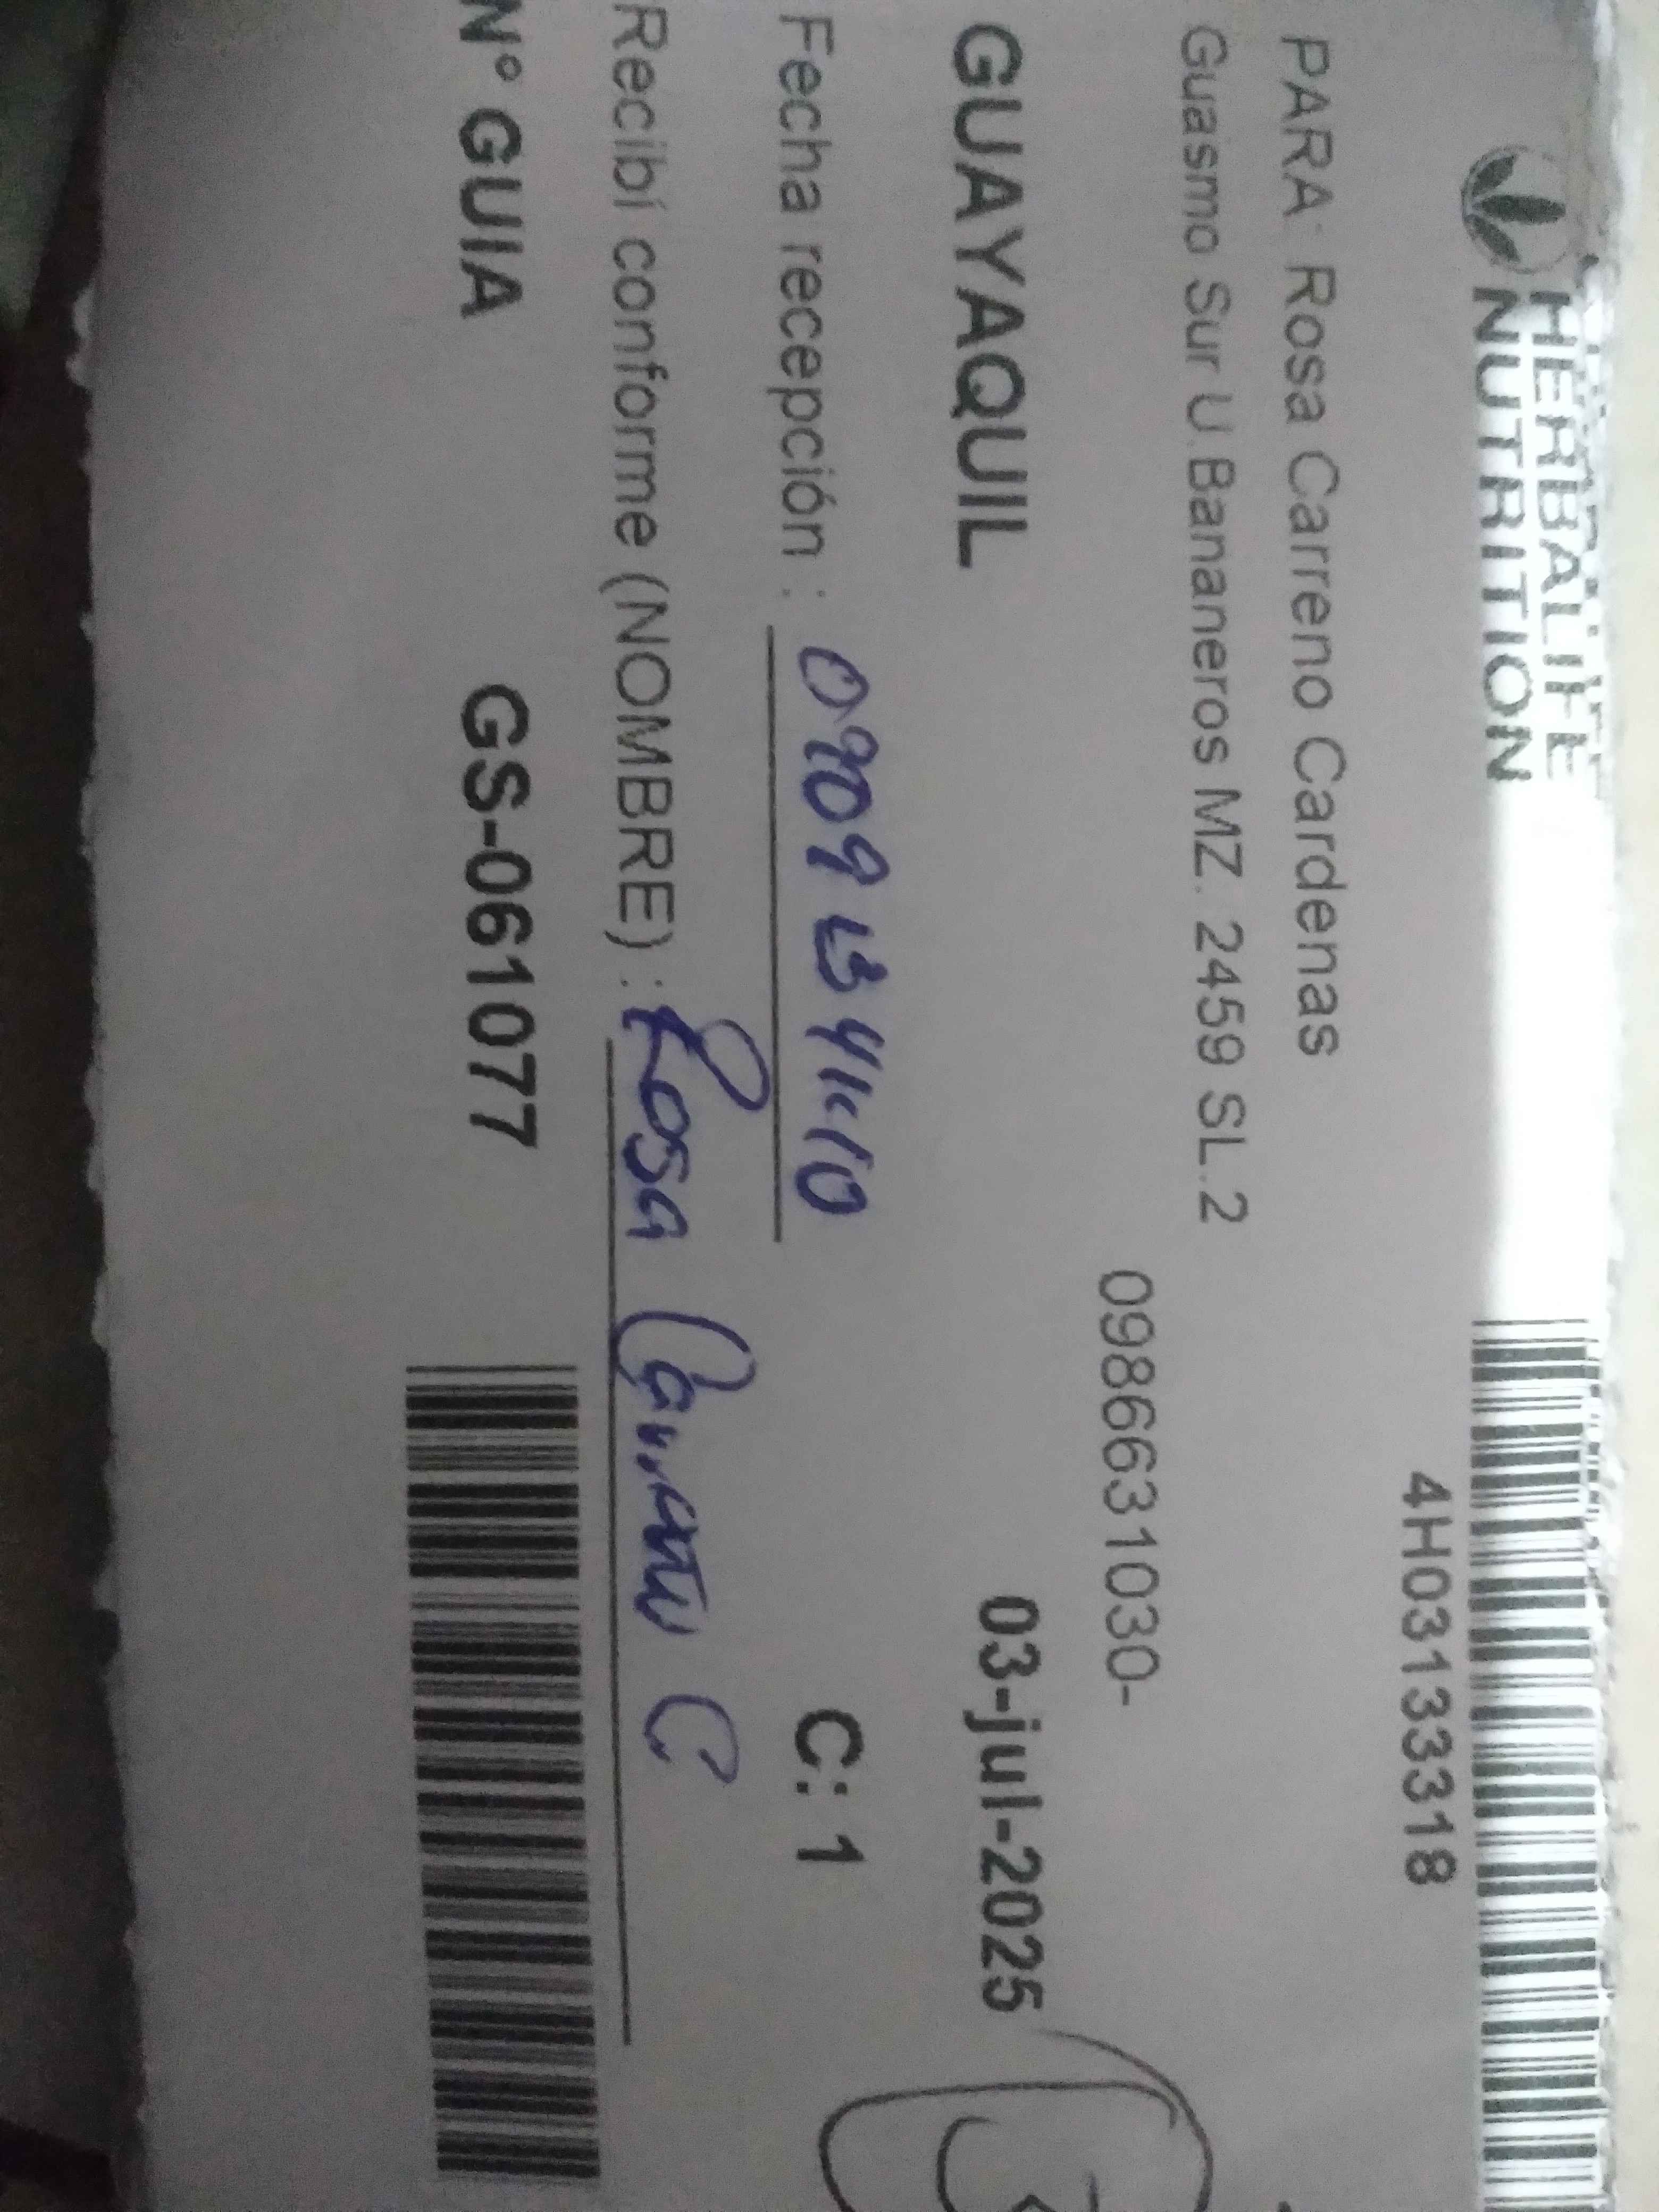 HERBALIFE
NUTRITION
4H03133318
PARA: Rosa Carreno Cardenas
Guasmo Sur U.Bananeros MZ. 2459 SL.2
0986631030-
GUAYAQUIL 03-jul-2025
Fecha recepción : C: 1
Recibí conforme (NOMBRE) : Rosa C
N° GUIA GS-061077